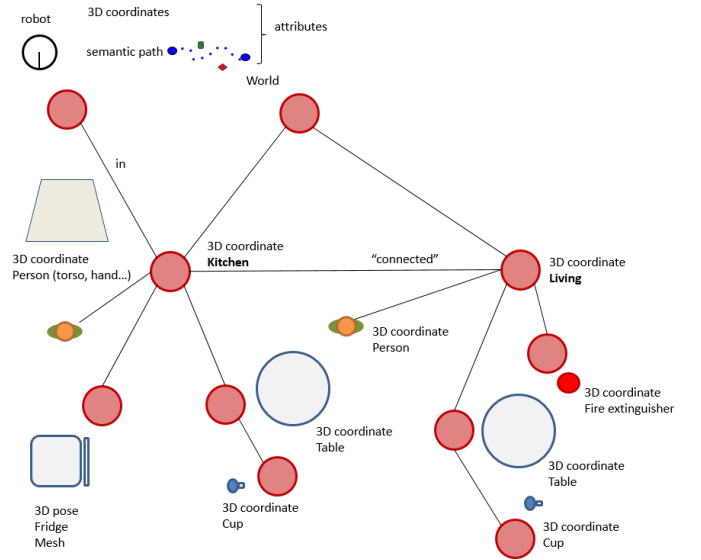 robot
3D coordinates
attributes
semantic path
World
in
3D coordinate
Person (torso, hand...)
3D coordinate
Kitchen
“connected”
3D coordinate
Living
3D coordinate
Person
3D coordinate
Fire extinguisher
3D coordinate
Table
3D coordinate
Table
3D pose
Fridge
Mesh
3D coordinate
Cup
3D coordinate
Cup